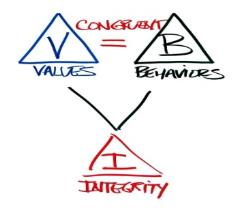 CONGRUENT
V = B
VALUES BEHAVIORS
I
INTEGRITY